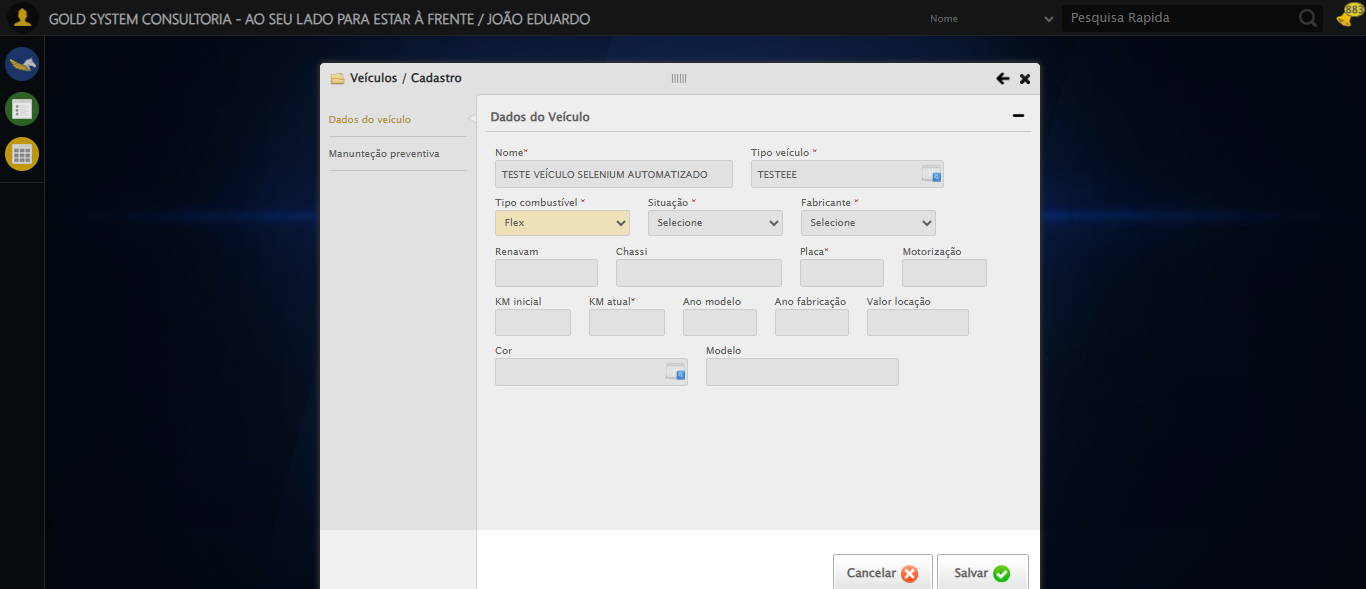 GOLD SYSTEM CONSULTORIA - AO SEU LADO PARA ESTAR À FRENTE / JOÃO EDUARDO
Nome
Pesquisa Rapida
883
Veículos / Cadastro
Dados do veículo
Manunteção preventiva
Dados do Veículo
Nome* Tipo veículo *
TESTE VEÍCULO SELENIUM AUTOMATIZADO TESTEEE
Tipo combustível * Situação * Fabricante *
Flex Selecione Selecione
Renavam Chassi Placa* Motorização
KM inicial KM atual* Ano modelo Ano fabricação Valor locação
Cor Modelo
Cancelar Salvar